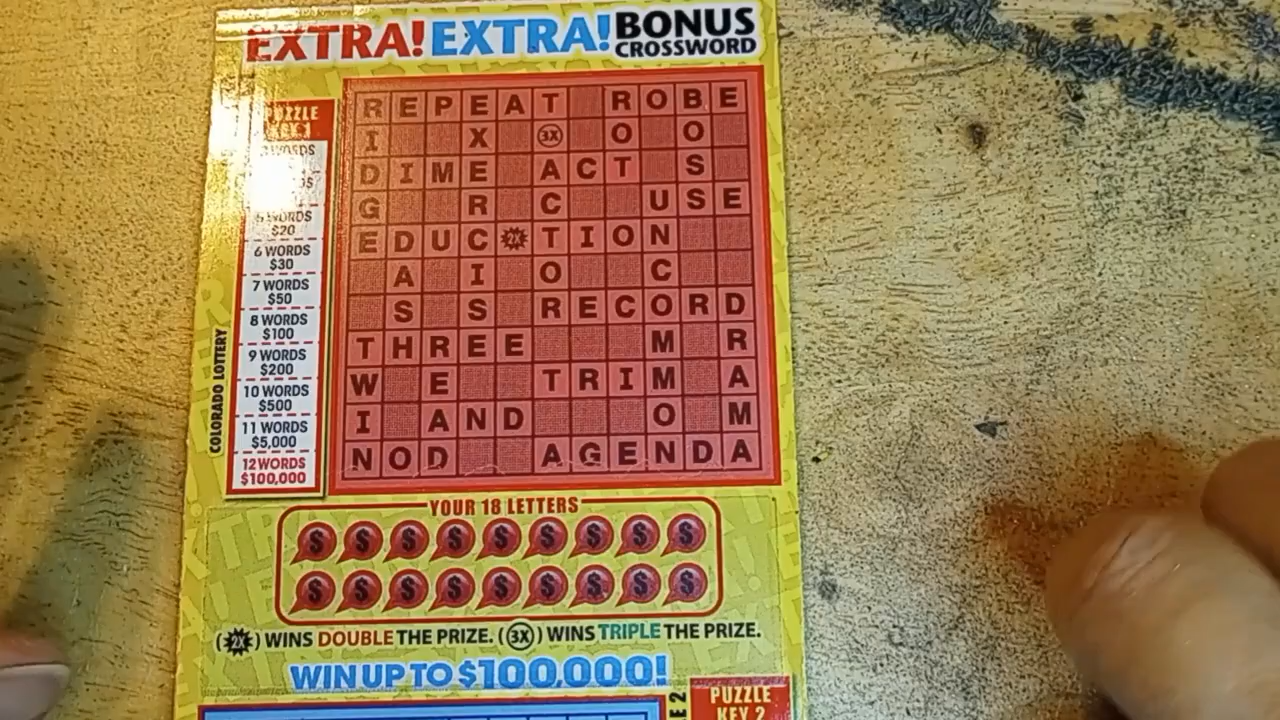 EXTRA! EXTRA! BONUS
CROSSWORD
PUZZLE
KEY 1
WORDS
5 WORDS
$20
6 WORDS
$30
7 WORDS
$50
8 WORDS
$100
9 WORDS
$200
10 WORDS
$500
11 WORDS
$5,000
12 WORDS
$100,000
COLORADO LOTTERY
R E P E A T R O B E
I X 3X O O
D I M E A C T S
G R C U S E
E D U C 2X T I O N
A I O C
S S R E C O R D
T H R E E M R
W E T R I M A
I A N D O M
N O D A G E N D A
YOUR 18 LETTERS
$ $ $ $ $ $ $ $ $
$ $ $ $ $ $ $ $ $
(2X) WINS DOUBLE THE PRIZE. (3X) WINS TRIPLE THE PRIZE.
WIN UP TO $100,000!
E 2
PUZZLE
KEY 2